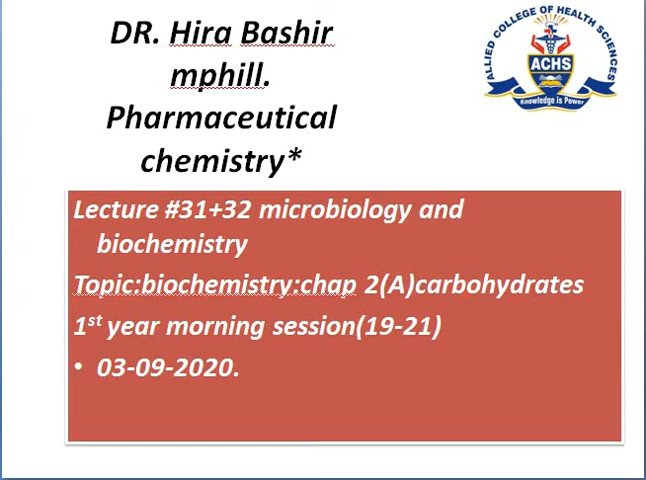 DR. Hira Bashir
mphill.
Pharmaceutical
chemistry*
ALLIED COLLEGE OF HEALTH SCIENCES
ACHS
Knowledge is Power
Lecture #31+32 microbiology and
biochemistry
Topic:biochemistry:chap 2(A)carbohydrates
1st year morning session(19-21)
• 03-09-2020.